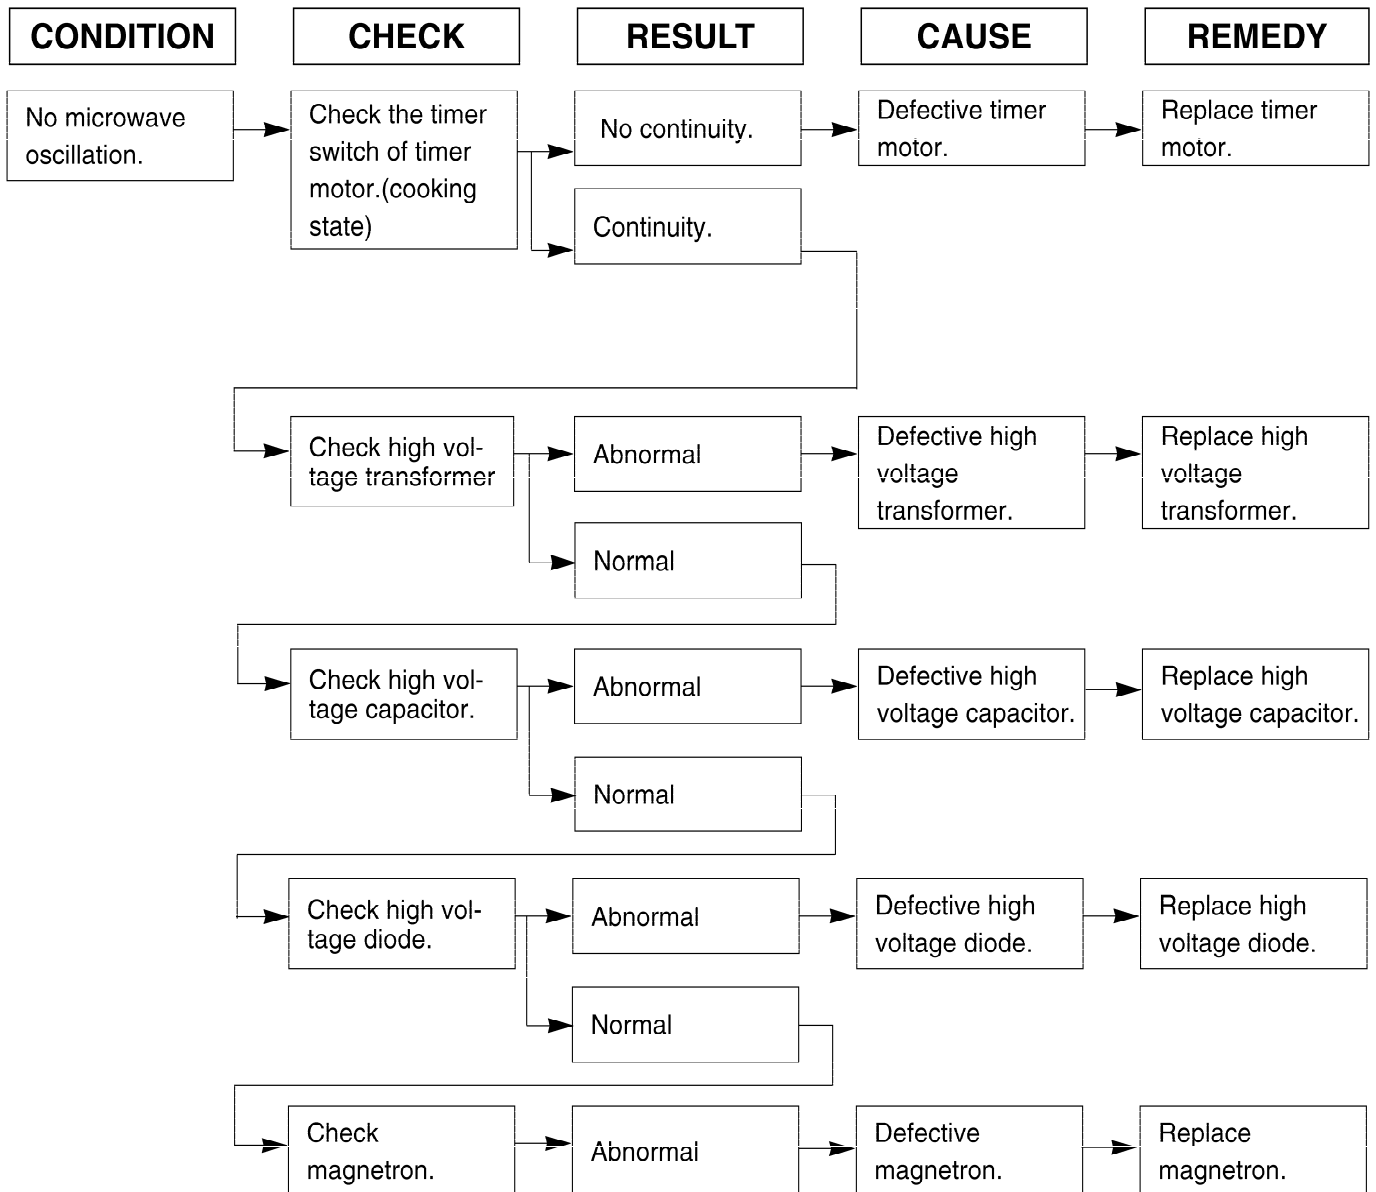 CONDITION
CHECK
RESULT
CAUSE
REMEDY
No microwave
oscillation.
Check the timer
switch of timer
motor.(cooking
state)
No continuity.
Defective timer
motor.
Replace timer
motor.
Continuity.
Check high vol-
tage transformer
Abnormal
Defective high
voltage
transformer.
Replace high
voltage
transformer.
Normal
Check high vol-
tage capacitor.
Abnormal
Defective high
voltage capacitor.
Replace high
voltage capacitor.
Normal
Check high vol-
tage diode.
Abnormal
Defective high
voltage diode.
Replace high
voltage diode.
Normal
Check
magnetron.
Abnormal
Defective
magnetron.
Replace
magnetron.